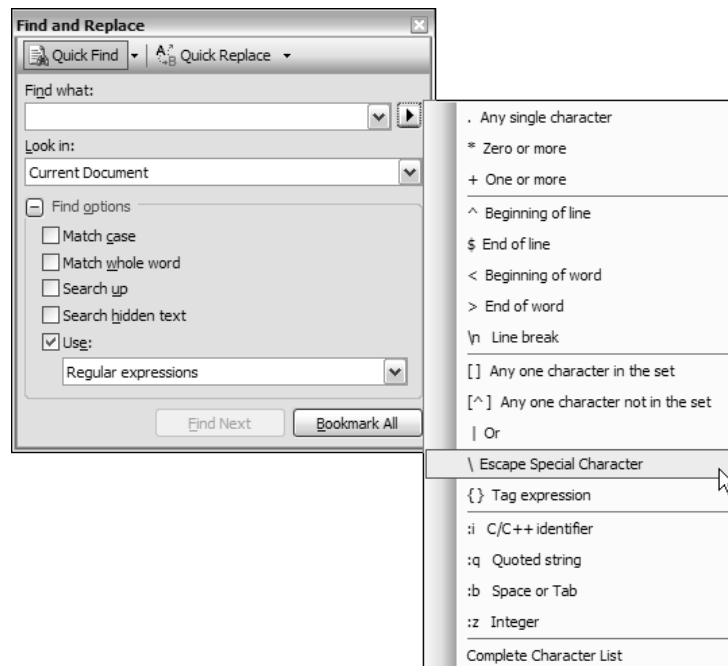 Find and Replace
Quick Find Quick Replace
Find what:
Look in:
Current Document
Find options
Match case
Match whole word
Search up
Search hidden text
Use:
Regular expressions
Find Next Bookmark All
. Any single character
* Zero or more
+ One or more
^ Beginning of line
$ End of line
< Beginning of word
> End of word
\n Line break
[ ] Any one character in the set
[^ ] Any one character not in the set
| Or
\ Escape Special Character
{ } Tag expression
:i C/C++ identifier
:q Quoted string
:b Space or Tab
:z Integer
Complete Character List